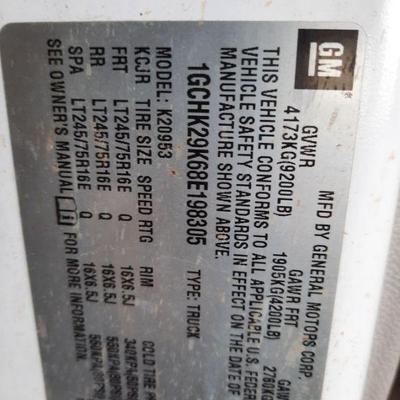 GM
MFD BY GENERAL MOTORS CORP.
GVWR GAWR FRT
4173KG(9200LB) 1905KG(4200LB)
THIS VEHICLE CONFORMS TO ALL APPLICABLE U.S. FEDERAL
VEHICLE SAFETY STANDARDS IN EFFECT ON THE DATE
MANUFACTURE SHOWN ABOVE.
1GCHK29K68E198305 TYPE: TRUCK
MODEL: K20953
KCJR TIRE SIZE SPEED RTG RIM COLD TIRE
FRT LT245/75R16E Q 16X6.5J
RR LT245/75R16E Q 16X6.5J
SPA LT245/75R16E Q 16X6.5J
SEE OWNER'S MANUAL FOR MORE INFORMATION.